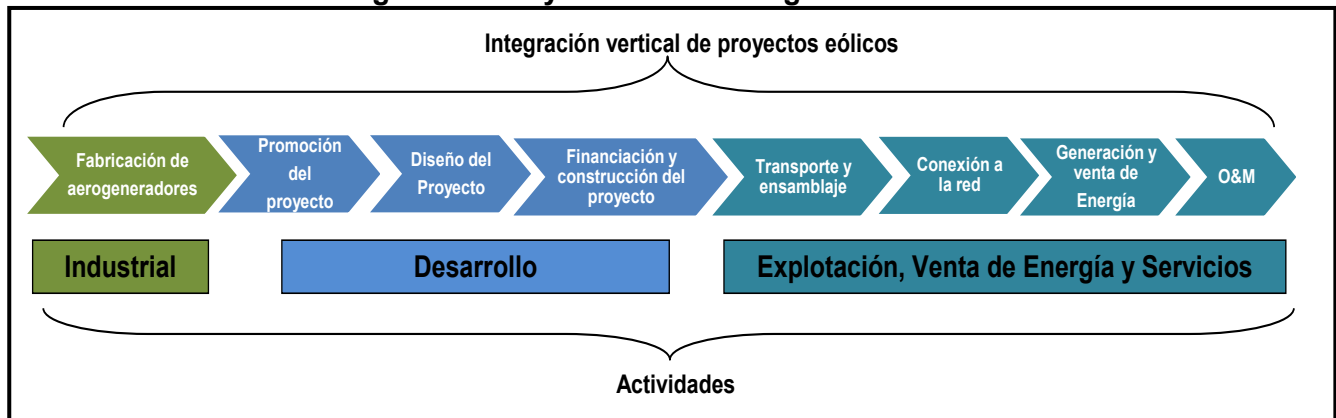 Integración vertical de proyectos eólicos
Fabricación de
aerogeneradores
Promoción
del
proyecto
Diseño del
Proyecto
Financiación y
construcción del
proyecto
Transporte y
ensamblaje
Conexión a
la red
Generación y
venta de
Energía
O&M
Industrial
Desarrollo
Explotación, Venta de Energía y Servicios
Actividades